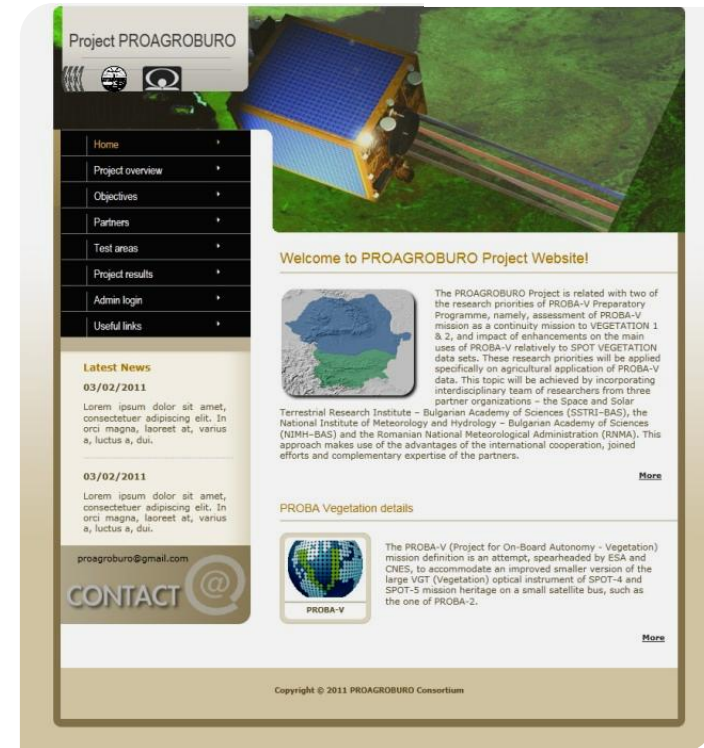 Project PROAGROBURO
Home
Project overview
Objectives
Partners
Test areas
Project results
Admin login
Useful links
Latest News
03/02/2011
Lorem ipsum dolor sit amet,
consectetuer adipiscing elit. In
orci magna, laoreet at, varius
a, luctus a, dui.
03/02/2011
Lorem ipsum dolor sit amet,
consectetuer adipiscing elit. In
orci magna, laoreet at, varius
a, luctus a, dui.
proagroburo@gmail.com
CONTACT @
Welcome to PROAGROBURO Project Website!
The PROAGROBURO Project is related with two of
the research priorities of PROBA-V Preparatory
Programme, namely, assessment of PROBA-V
mission as a continuity mission to VEGETATION 1
& 2, and impact of enhancements on the main
uses of PROBA-V relatively to SPOT VEGETATION
data sets. These research priorities will be applied
specifically on agricultural application of PROBA-V
data. This topic will be achieved by incorporating
interdisciplinary team of researchers from three
partner organizations – the Space and Solar
Terrestrial Research Institute – Bulgarian Academy of Sciences (SSTRI–BAS), the
National Institute of Meteorology and Hydrology – Bulgarian Academy of Sciences
(NIMH–BAS) and the Romanian National Meteorological Administration (RNMA). This
approach makes use of the advantages of the international cooperation, joined
efforts and complementary expertise of the partners.
More
PROBA Vegetation details
PROBA-V
The PROBA-V (Project for On-Board Autonomy - Vegetation)
mission definition is an attempt, spearheaded by ESA and
CNES, to accommodate an improved smaller version of the
large VGT (Vegetation) optical instrument of SPOT-4 and
SPOT-5 mission heritage on a small satellite bus, such as
the one of PROBA-2.
More
Copyright © 2011 PROAGROBURO Consortium